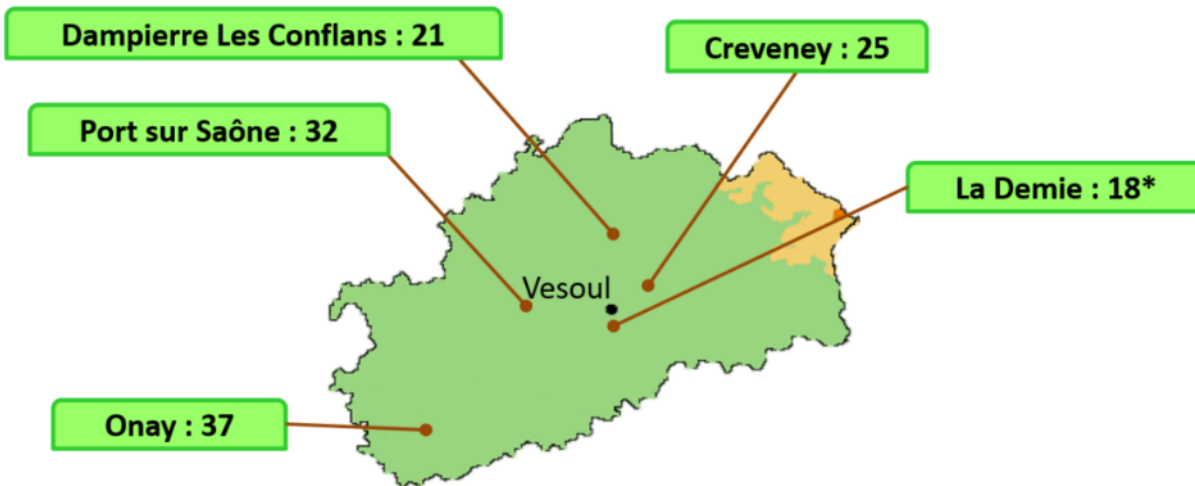 Dampierre Les Conflans : 21
Creveney : 25
Port sur Saône : 32
La Demie : 18*
Vesoul
Onay : 37